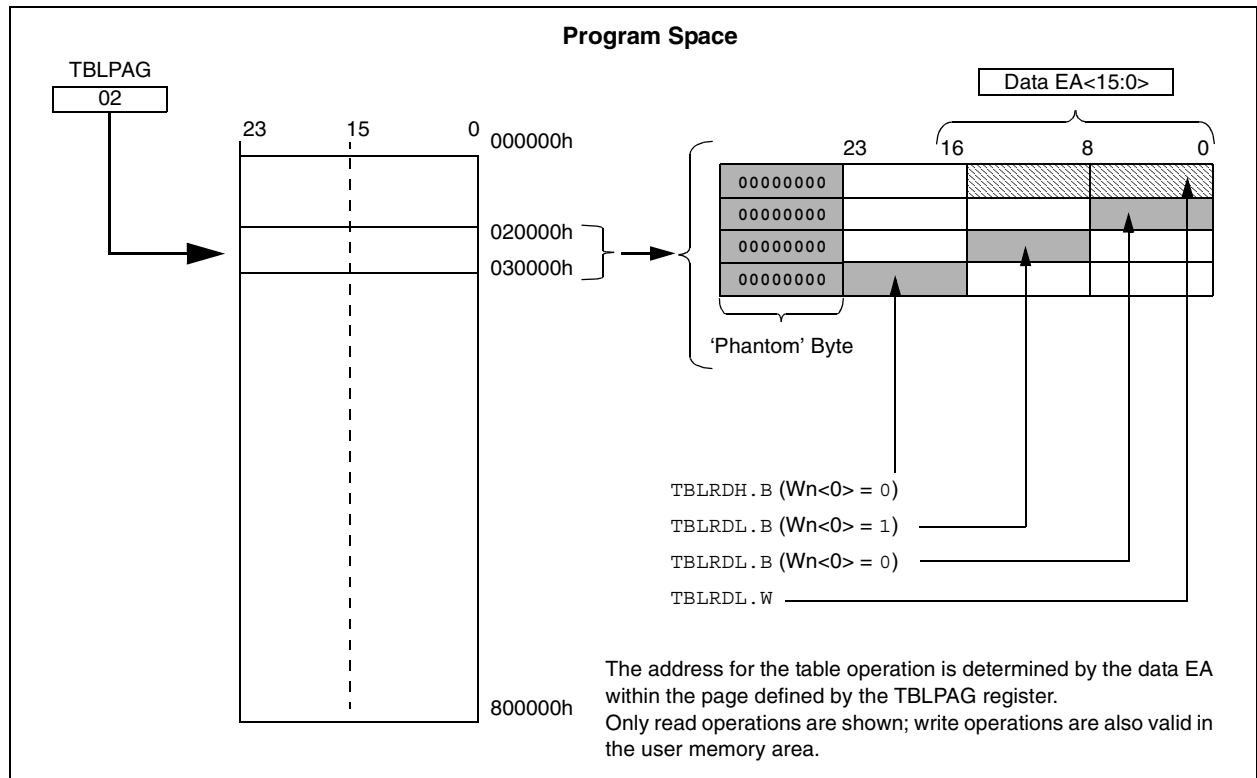 Program Space
TBLPAG
02
Data EA<15:0>
23 15 0
000000h
020000h
030000h
800000h
23 16 8 0
00000000
00000000
00000000
00000000
'Phantom' Byte
TBLRDH.B (Wn<0> = 0)
TBLRDL.B (Wn<0> = 1)
TBLRDL.B (Wn<0> = 0)
TBLRDL.W
The address for the table operation is determined by the data EA
within the page defined by the TBLPAG register.
Only read operations are shown; write operations are also valid in
the user memory area.